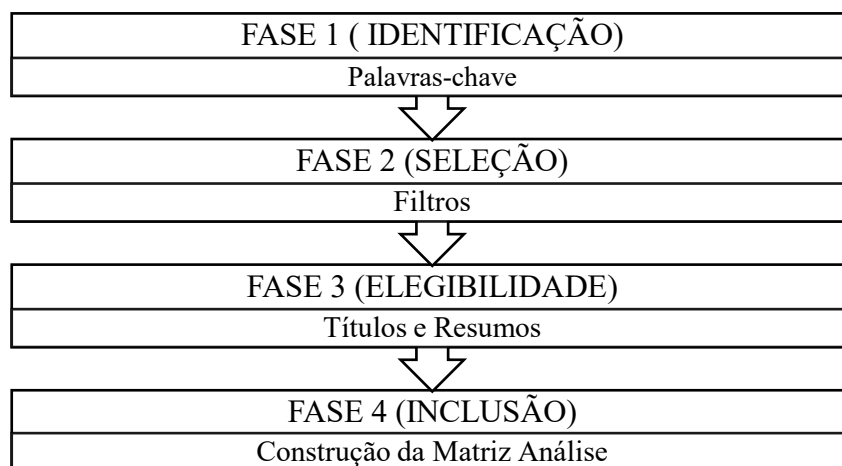 FASE 1 ( IDENTIFICAÇÃO)
Palavras-chave
FASE 2 (SELEÇÃO)
Filtros
FASE 3 (ELEGIBILIDADE)
Títulos e Resumos
FASE 4 (INCLUSÃO)
Construção da Matriz Análise